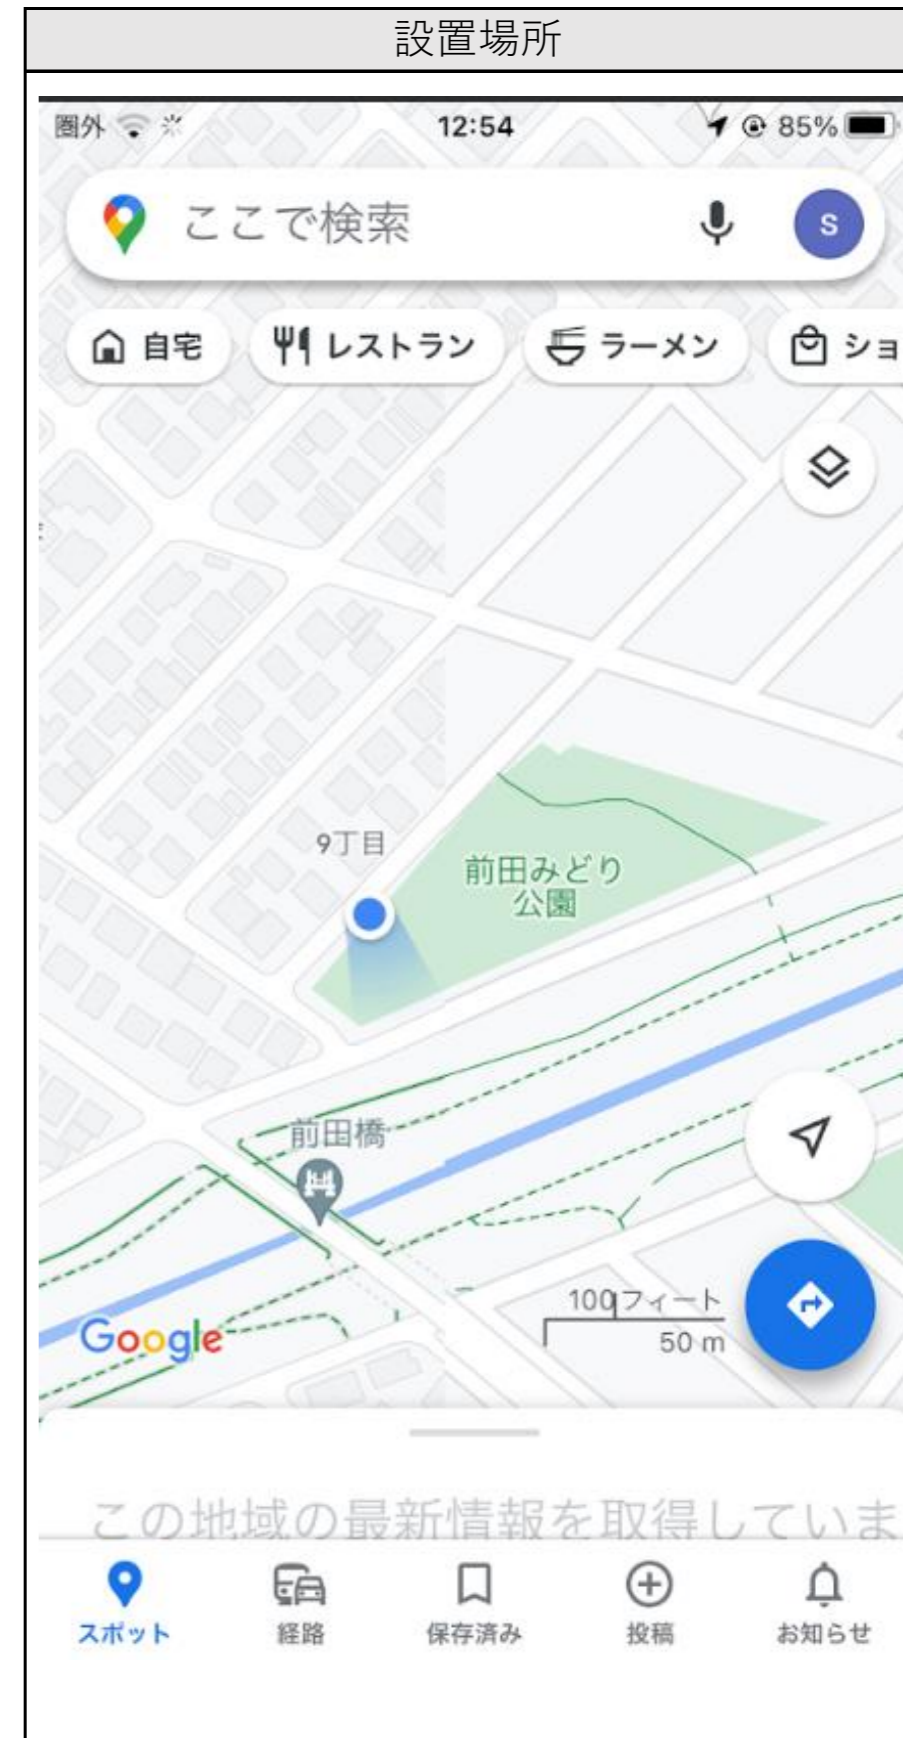 設置場所
圏外 12:54 85%
ここで検索 S
自宅 レストラン ラーメン ショ
9丁目
前田みどり
公園
前田橋
100フィート
50 m
Google
この地域の最新情報を取得していま
スポット 経路 保存済み 投稿 お知らせ